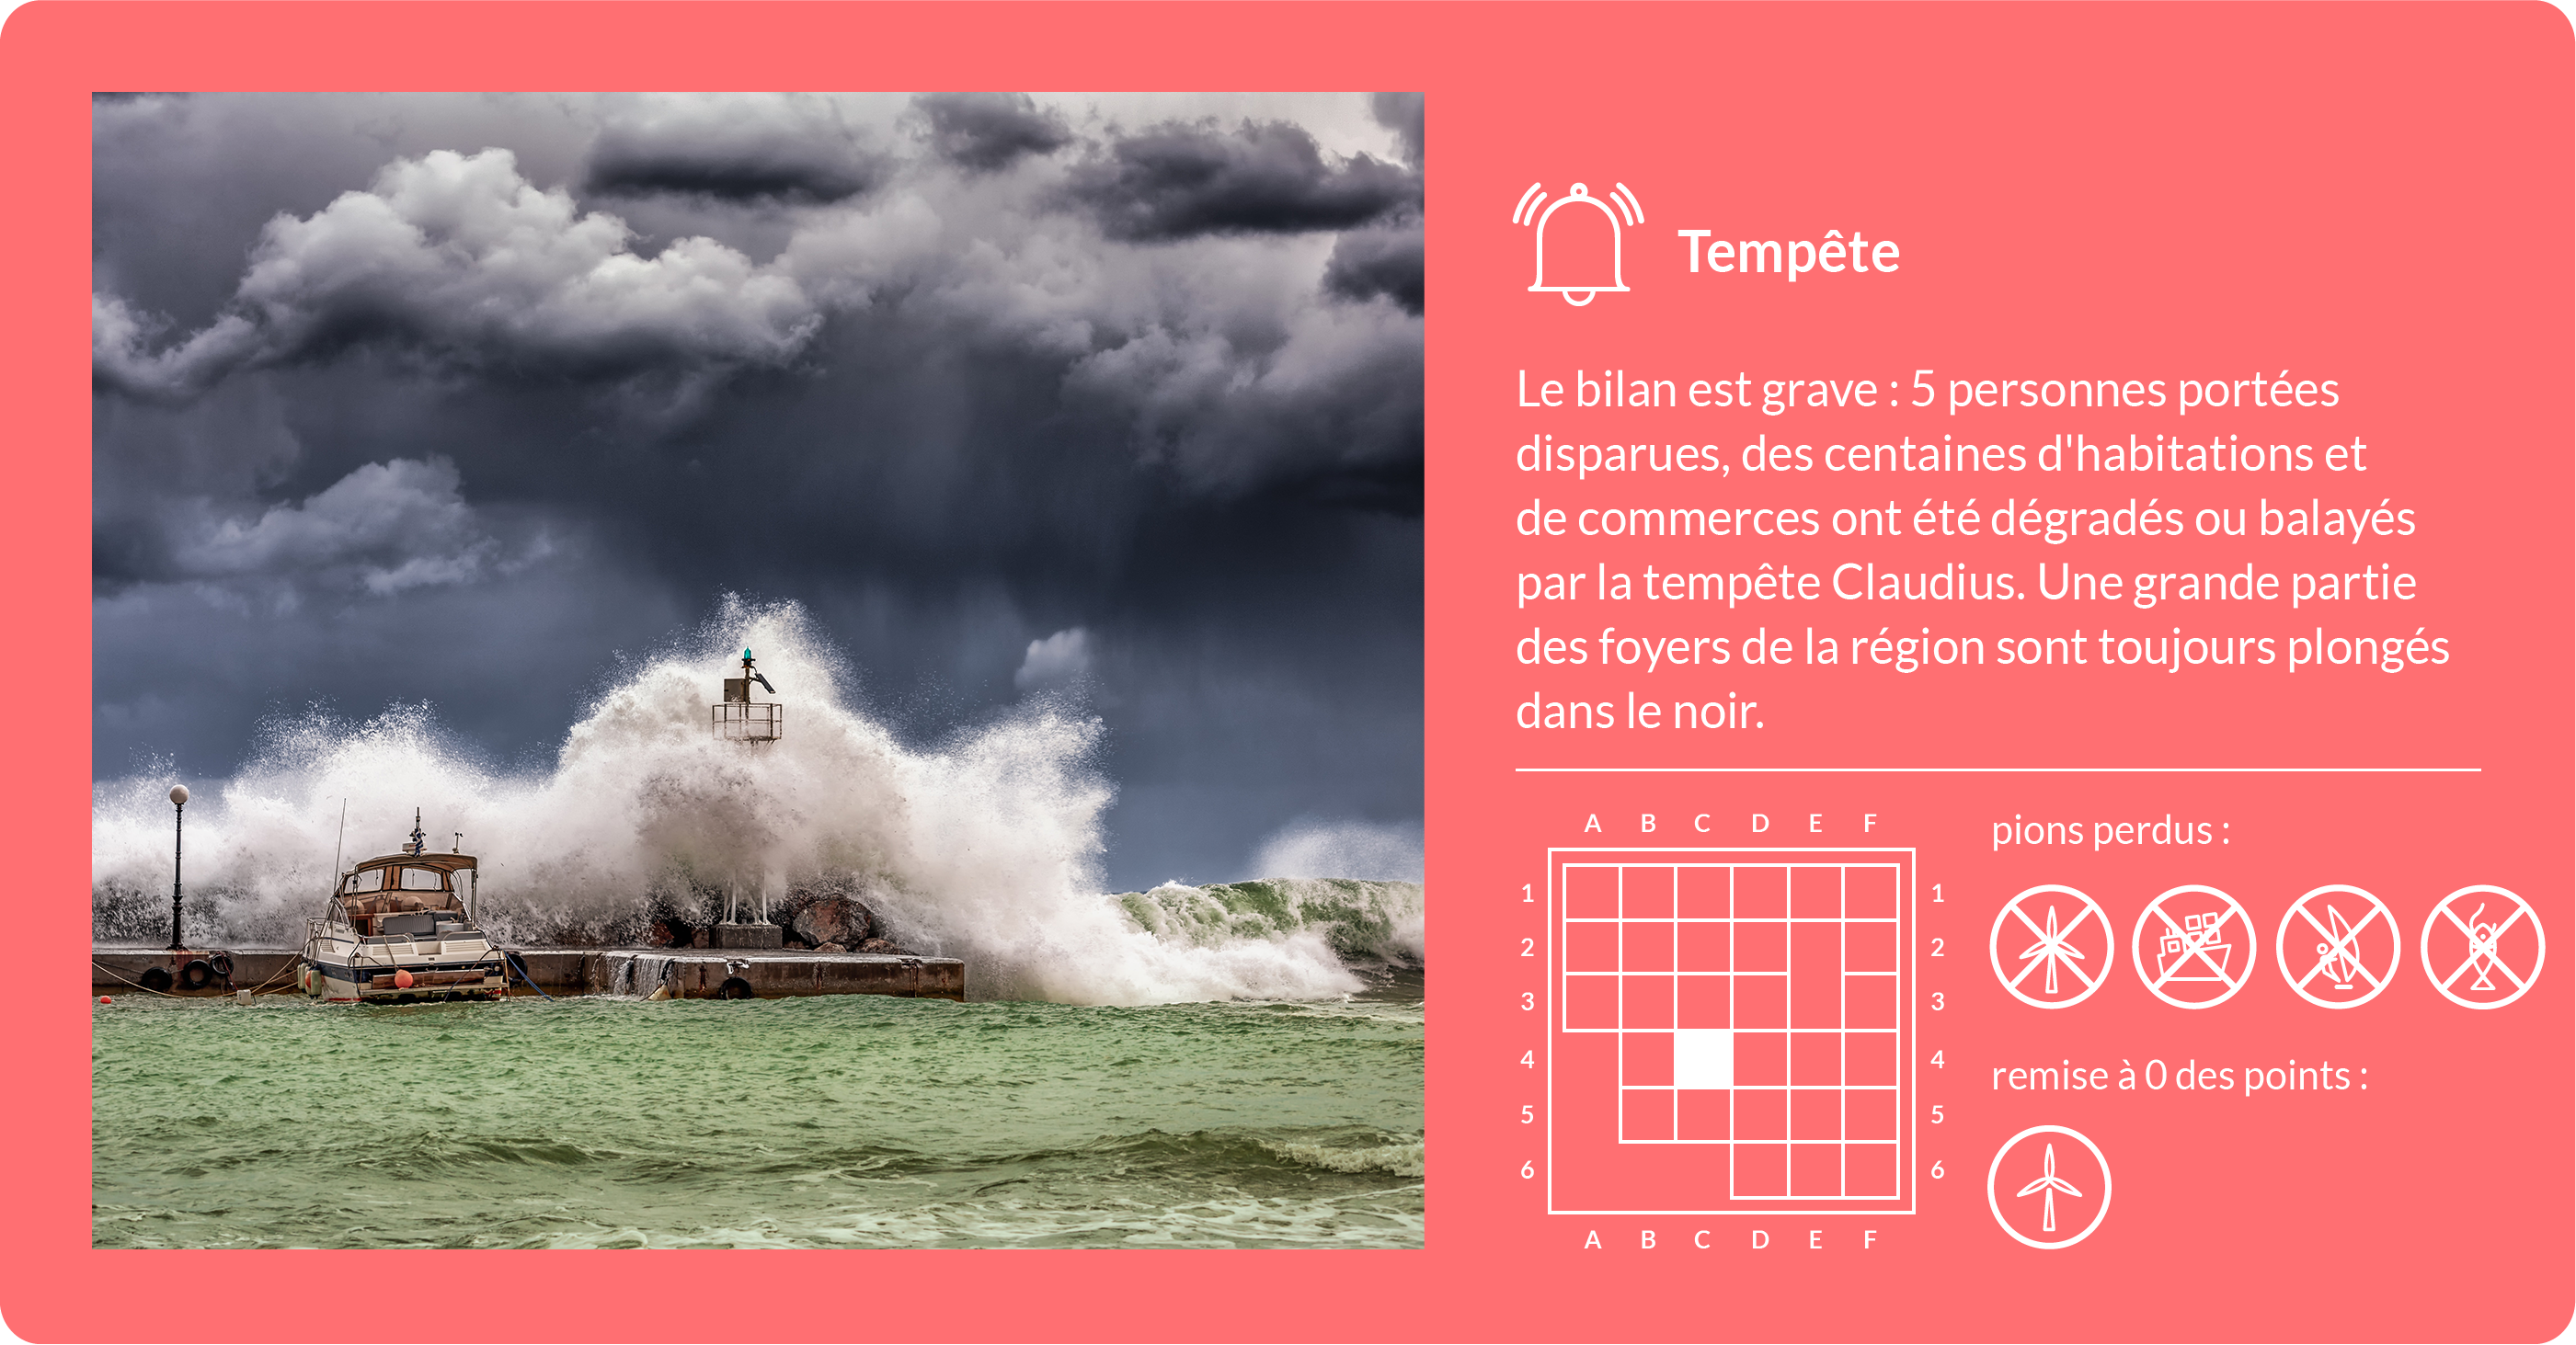 Tempête
Le bilan est grave : 5 personnes portées
disparues, des centaines d'habitations et
de commerces ont été dégradés ou balayés
par la tempête Claudius. Une grande partie
des foyers de la région sont toujours plongés
dans le noir.
A B C D E F
1 1
2 2
3 3
4 4
5 5
6 6
A B C D E F
pions perdus :
remise à 0 des points :